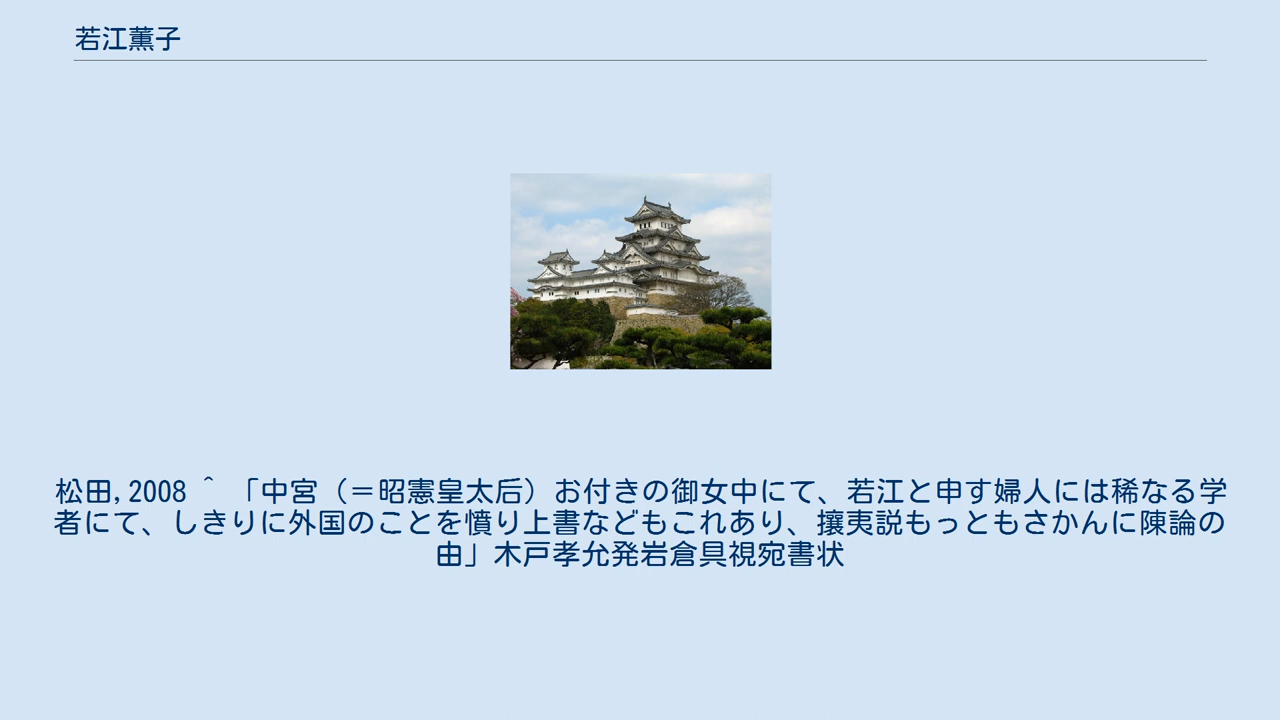 若江薫子
松田,2008 ^ 「中宮（＝昭憲皇太后）お付きの御女中にて、若江と申す婦人には稀なる学
者にて、しきりに外国のことを憤り上書などもこれあり、攘夷説もっともさかんに陳論の
由」木戸孝允発岩倉具視宛書状